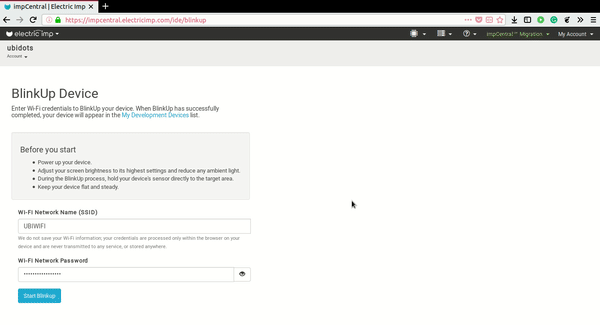 impCentral | Electric Imp
https://impcentral.electricimp.com/ide/blinkup
electric imp
impCentral™ Migration
My Account
ubidots
Account
BlinkUp Device
Enter Wi-Fi credentials to BlinkUp your device. When BlinkUp has successfully
completed, your device will appear in the My Development Devices list.
Before you start
Power up your device.
Adjust your screen brightness to its highest settings and reduce any ambient light.
During the BlinkUp process, hold your device's sensor directly to the target area.
Keep your device flat and steady.
Wi-Fi Network Name (SSID)
UBIWIFI
We do not save your Wi-Fi information; your credentials are processed only within the browser on your
device and are never transmitted to any service, or stored anywhere.
Wi-Fi Network Password
Start BlinkUp